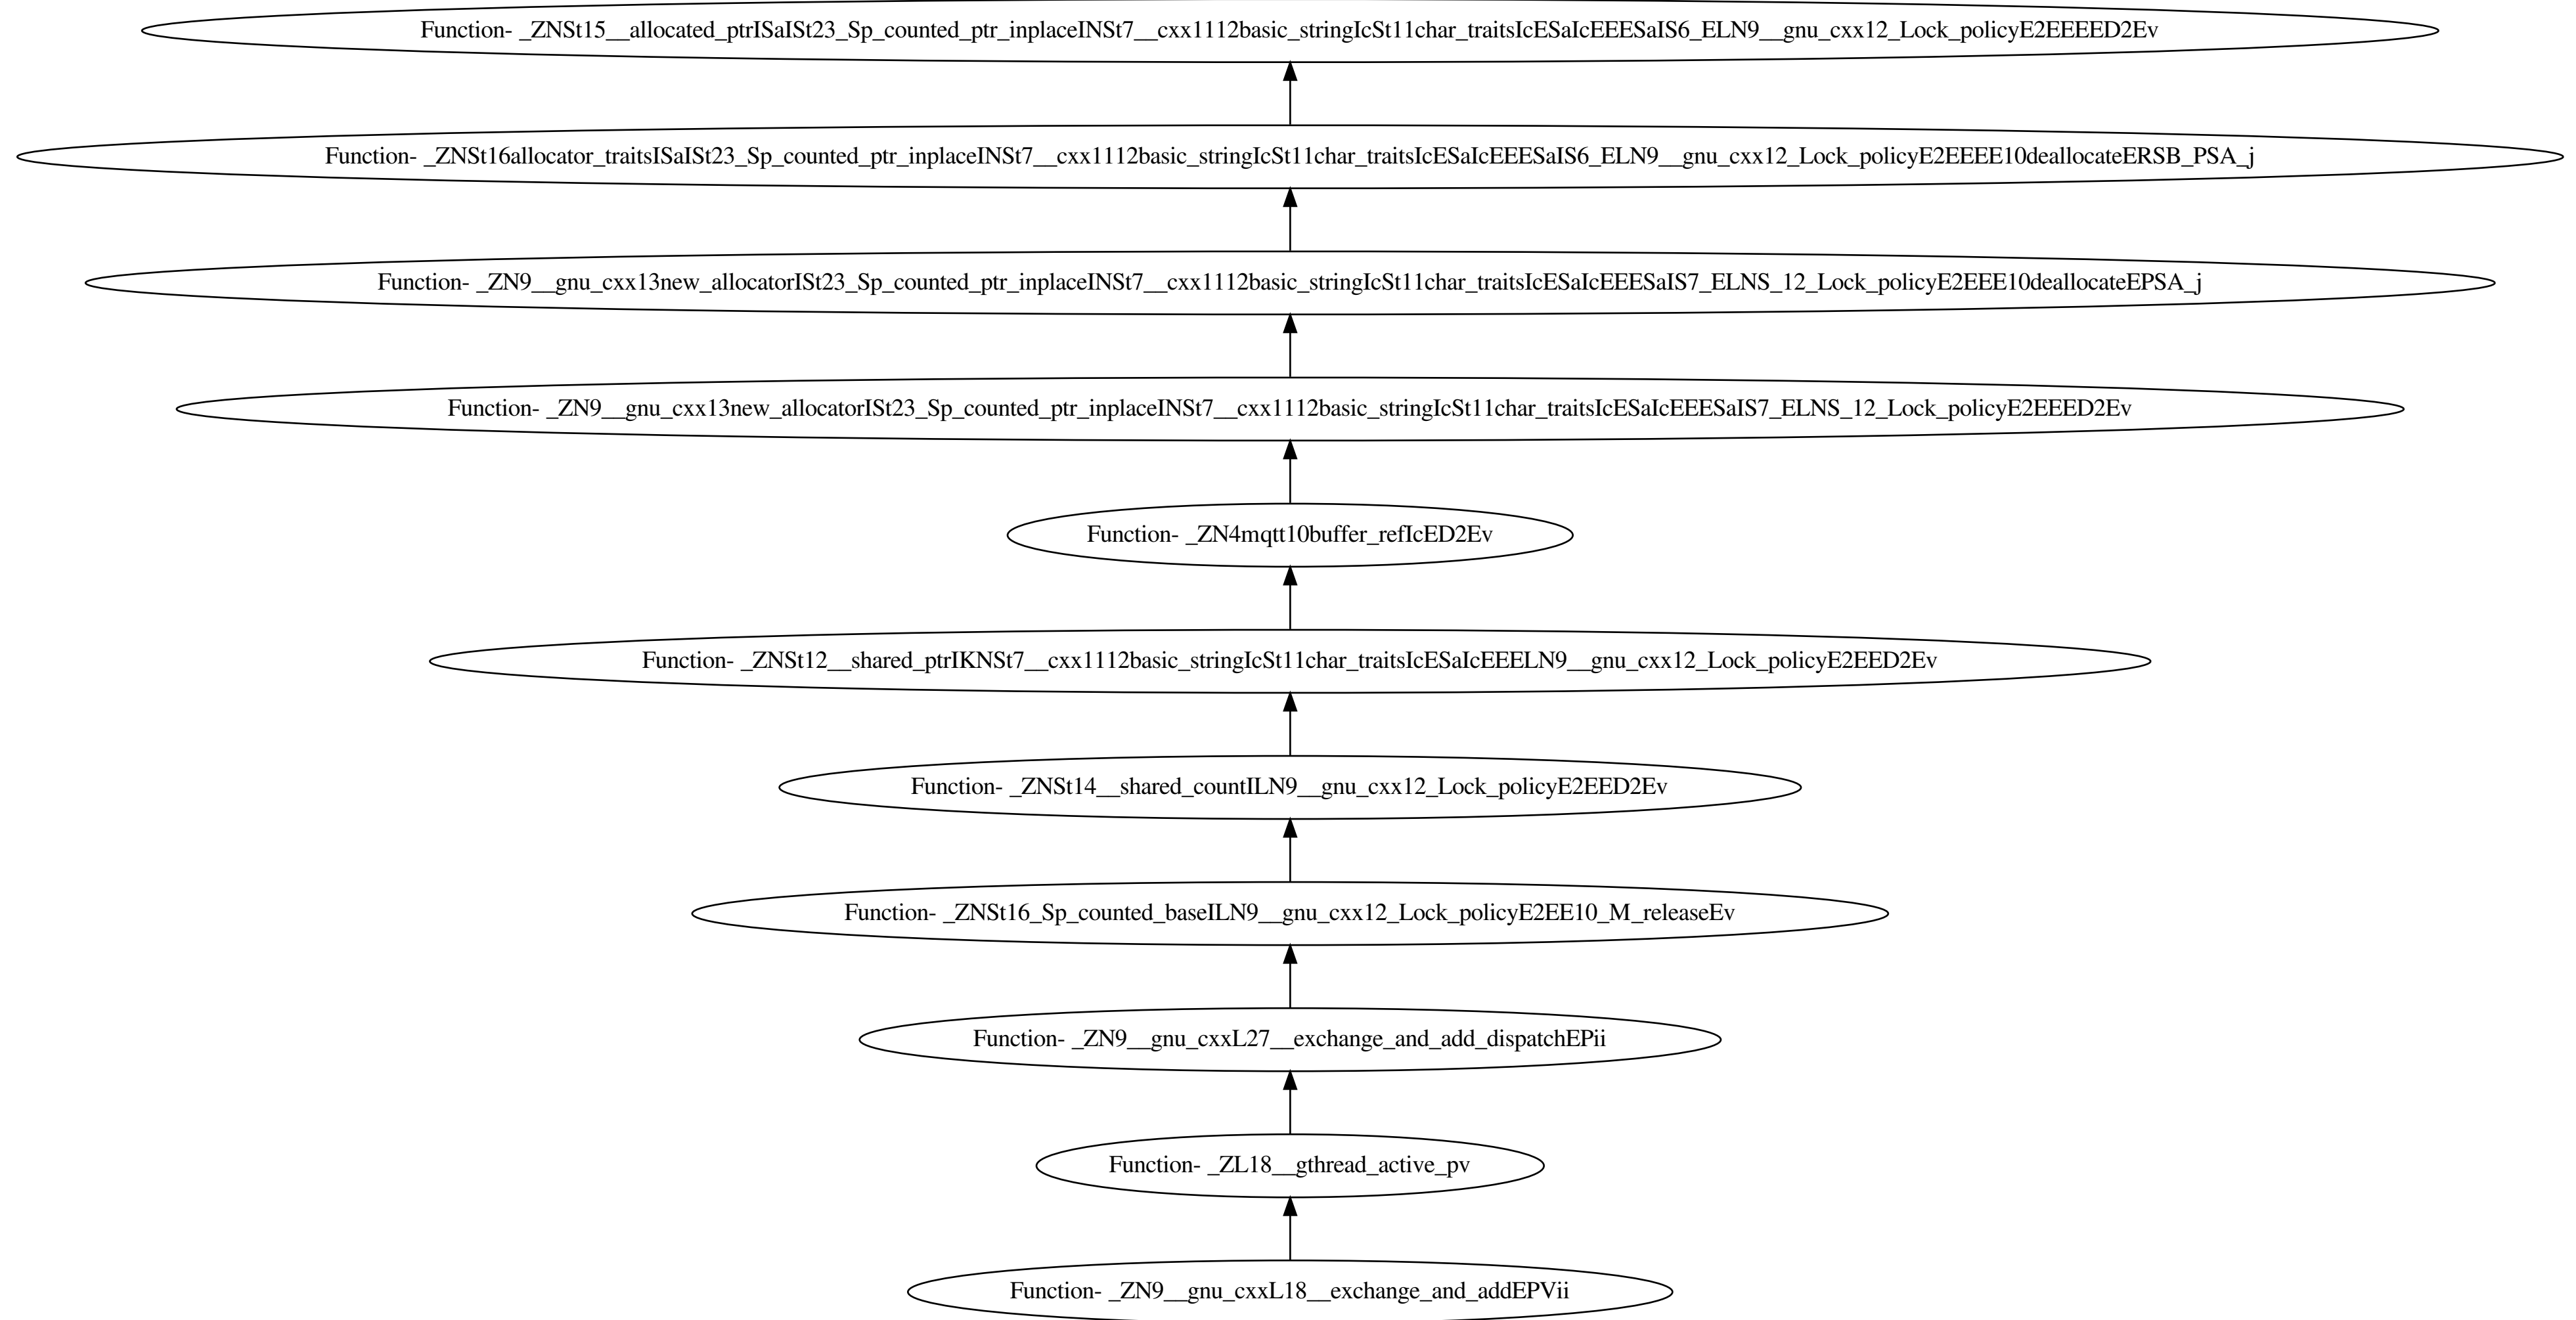 Function- _ZNSt15__allocated_ptrISaISt23_Sp_counted_ptr_inplaceINSt7__cxx1112basic_stringIcSt11char_traitsIcESaIcEEESaIS6_ELN9__gnu_cxx12_Lock_policyE2EEEED2Ev
Function- _ZNSt16allocator_traitsISaISt23_Sp_counted_ptr_inplaceINSt7__cxx1112basic_stringIcSt11char_traitsIcESaIcEEESaIS6_ELN9__gnu_cxx12_Lock_policyE2EEEE10deallocateERSB_PSA_j
Function- _ZN9__gnu_cxx13new_allocatorISt23_Sp_counted_ptr_inplaceINSt7__cxx1112basic_stringIcSt11char_traitsIcESaIcEEESaIS7_ELNS_12_Lock_policyE2EEE10deallocateEPSA_j
Function- _ZN9__gnu_cxx13new_allocatorISt23_Sp_counted_ptr_inplaceINSt7__cxx1112basic_stringIcSt11char_traitsIcESaIcEEESaIS7_ELNS_12_Lock_policyE2EEED2Ev
Function- _ZN4mqtt10buffer_refIcED2Ev
Function- _ZNSt12__shared_ptrIKNSt7__cxx1112basic_stringIcSt11char_traitsIcESaIcEEELN9__gnu_cxx12_Lock_policyE2EED2Ev
Function- _ZNSt14__shared_countILN9__gnu_cxx12_Lock_policyE2EED2Ev
Function- _ZNSt16_Sp_counted_baseILN9__gnu_cxx12_Lock_policyE2EE10_M_releaseEv
Function- _ZN9__gnu_cxxL27__exchange_and_add_dispatchEPii
Function- _ZL18__gthread_active_pv
Function- _ZN9__gnu_cxxL18__exchange_and_addEPVii